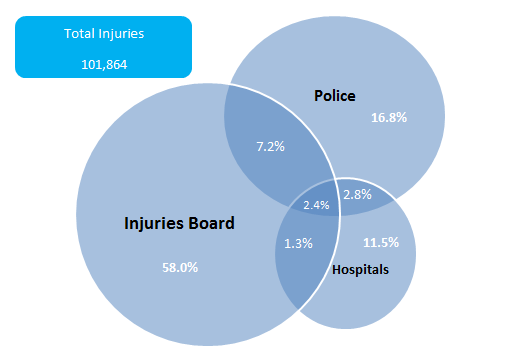 Total Injuries
101,864
Police
16.8%
7.2%
2.8%
2.4%
Injuries Board
1.3%
11.5%
Hospitals
58.0%